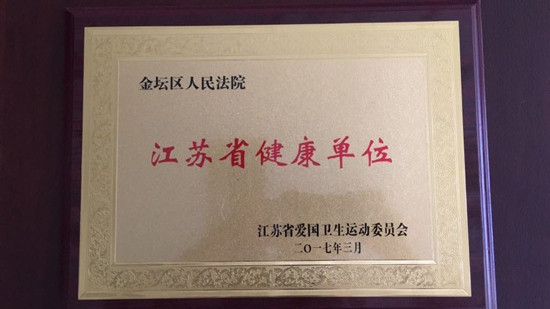 金坛区人民法院
江苏省健康单位
江苏省爱国卫生运动委员会
二〇一七年三月